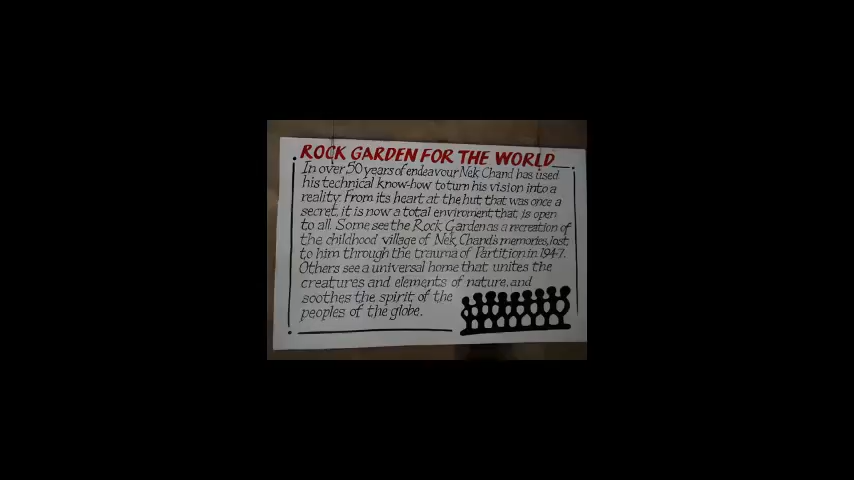 ROCK GARDEN FOR THE WORLD
In over 50 years of endeavour Nek Chand has used
his technical know-how to turn his vision into a
reality. From its heart at the hut that was once a
secret, it is now a total enviroment that is open
to all. Some see the Rock Garden as a recreation of
the childhood village of Nek Chand's memories, lost
to him through the trauma of Partition in 1947.
Others see a universal home that unites the
creatures and elements of nature, and
soothes the spirit of the
peoples of the globe.